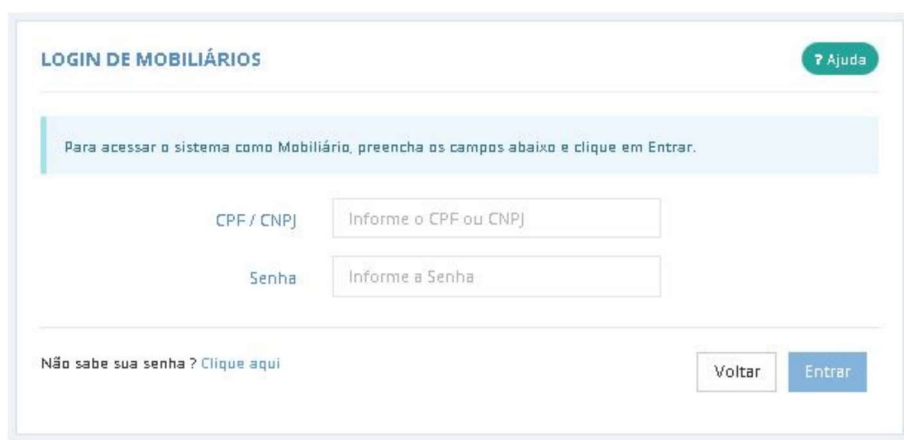 LOGIN DE MOBILIÁRIOS
? Ajuda
Para acessar o sistema como Mobiliário, preencha os campos abaixo e clique em Entrar.
CPF / CNPJ
Informe o CPF ou CNPJ
Senha
Informe a Senha
Não sabe sua senha ? Clique aqui
Voltar
Entrar